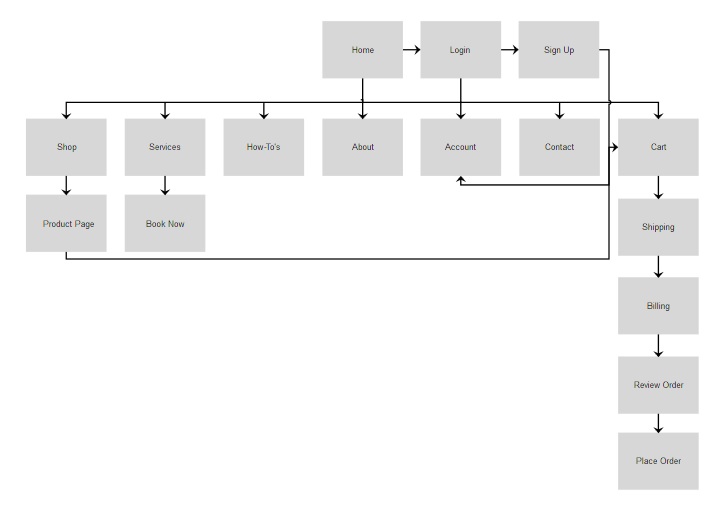 Home
Login
Sign Up
Shop
Services
How-To's
About
Account
Contact
Cart
Product Page
Book Now
Shipping
Billing
Review Order
Place Order